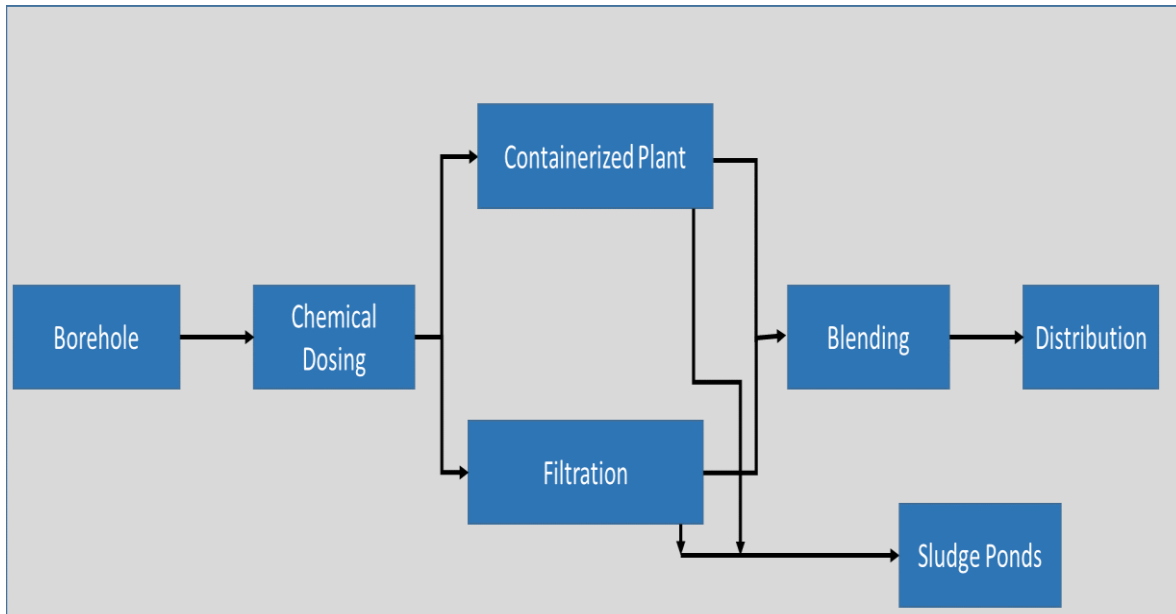 Containerized Plant
Borehole
Chemical
Dosing
Blending
Distribution
Filtration
Sludge Ponds